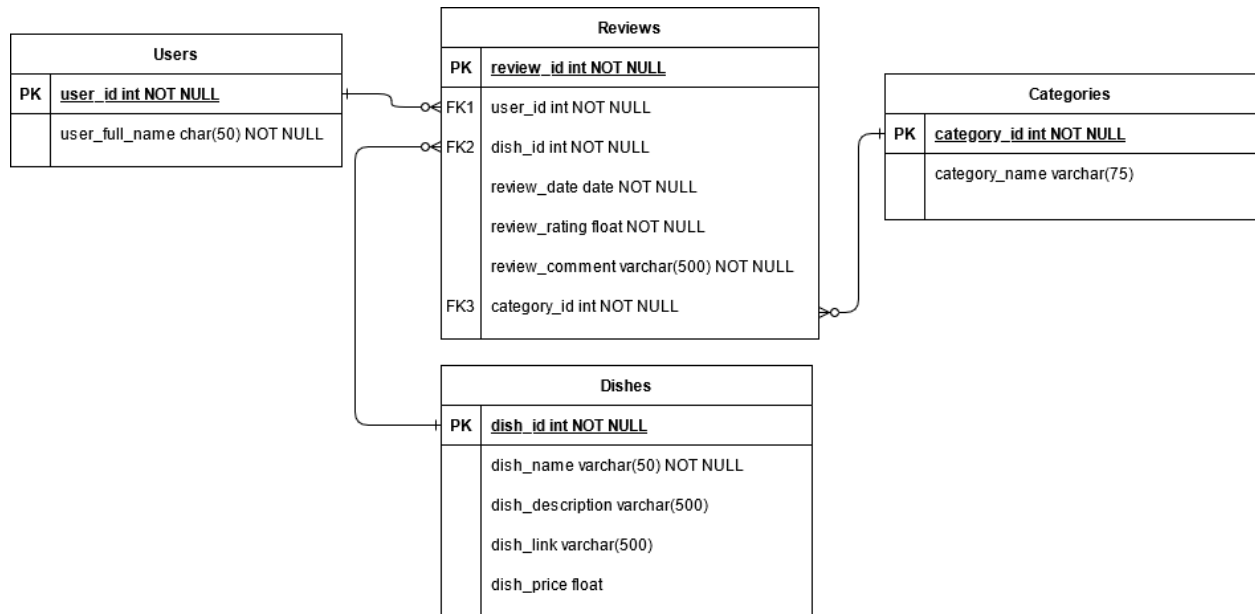 Users
PK user_id int NOT NULL
user_full_name char(50) NOT NULL
Reviews
PK review_id int NOT NULL
FK1 user_id int NOT NULL
FK2 dish_id int NOT NULL
review_date date NOT NULL
review_rating float NOT NULL
review_comment varchar(500) NOT NULL
FK3 category_id int NOT NULL
Categories
PK category_id int NOT NULL
category_name varchar(75)
Dishes
PK dish_id int NOT NULL
dish_name varchar(50) NOT NULL
dish_description varchar(500)
dish_link varchar(500)
dish_price float